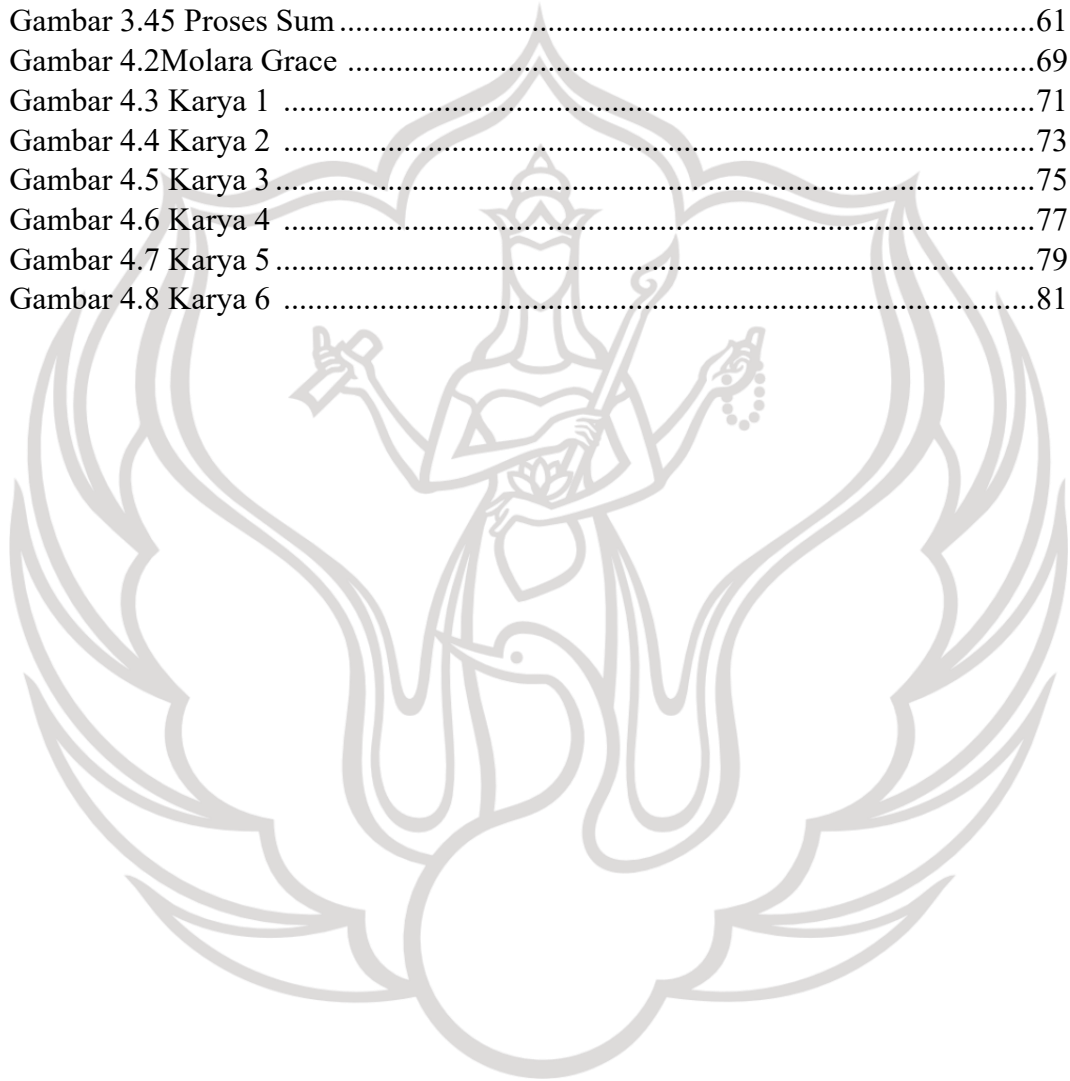 Gambar 3.45 Proses Sum.......................................................................................61
Gambar 4.2Molara Grace ......................................................................................69
Gambar 4.3 Karya 1 ..............................................................................................71
Gambar 4.4 Karya 2 ..............................................................................................73
Gambar 4.5 Karya 3...............................................................................................75
Gambar 4.6 Karya 4 ..............................................................................................77
Gambar 4.7 Karya 5...............................................................................................79
Gambar 4.8 Karya 6 ..............................................................................................81